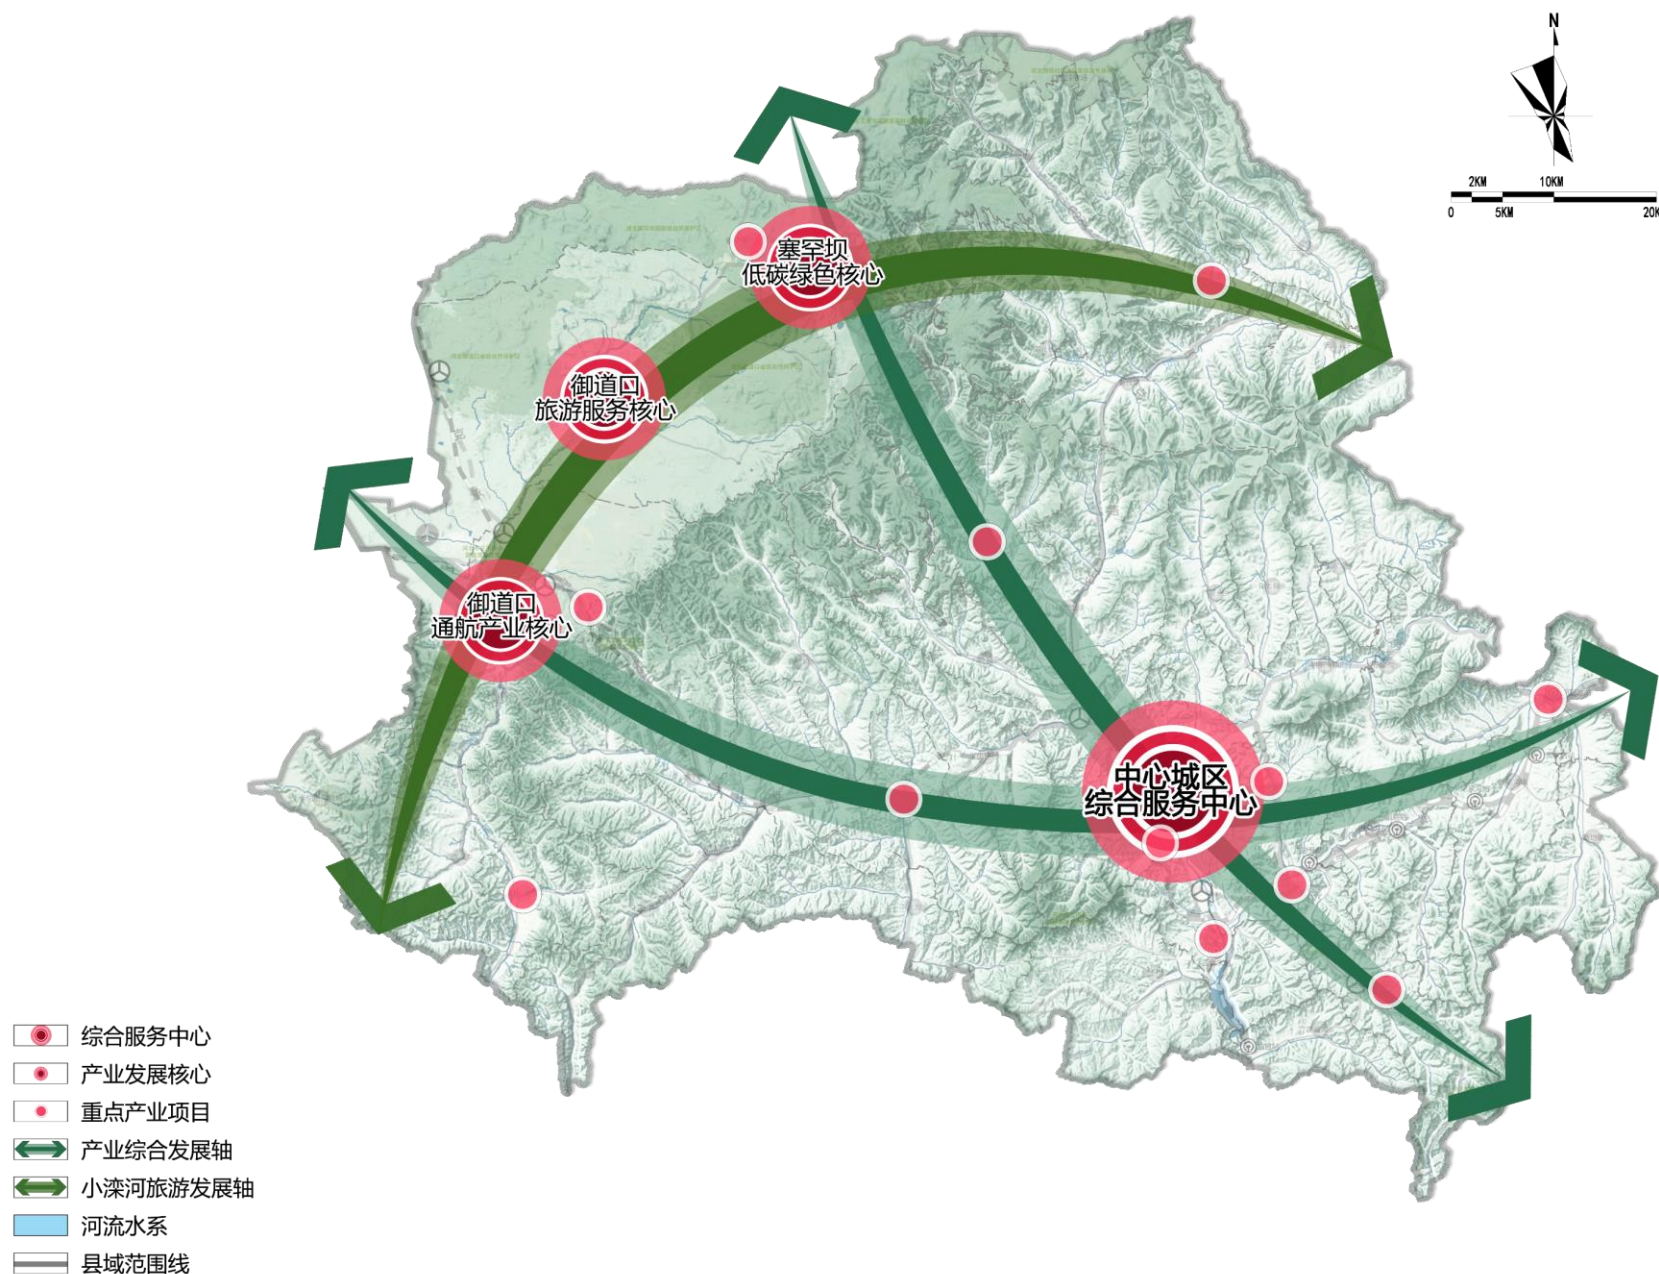 N
2KM
10KM
0
5KM
20K
塞罕坝
低碳绿色核心
御道口
旅游服务核心
御道口
通航产业核心
中心城区
综合服务中心
综合服务中心
产业发展核心
重点产业项目
产业综合发展轴
小滦河旅游发展轴
河流水系
县域范围线